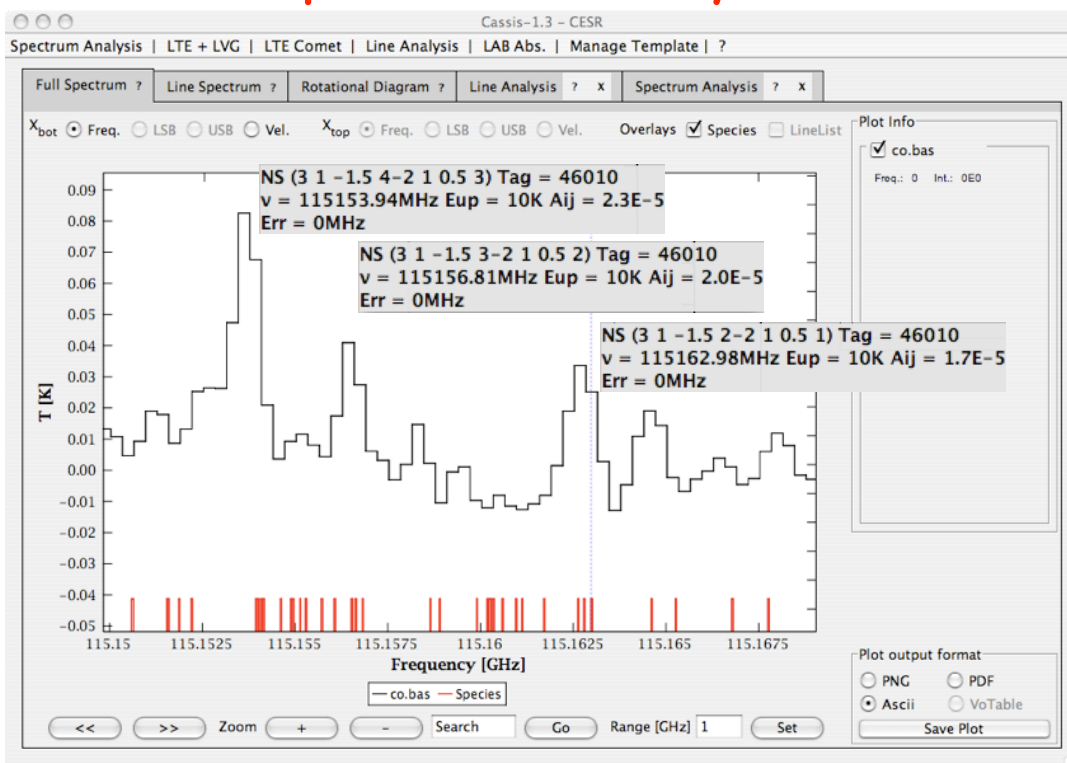 Cassis-1.3 - CESR
Spectrum Analysis | LTE + LVG | LTE Comet | Line Analysis | LAB Abs. | Manage Template | ?
Full Spectrum ? Line Spectrum ? Rotational Diagram ? Line Analysis ? X Spectrum Analysis ? X
Xbot Freq. LSB USB Vel. Xtop Freq. LSB USB Vel. Overlays Species LineList
Plot Info
co.bas
Freq.: 0 Int.: 0E0
NS (3 1 -1.5 4-2 1 0.5 3) Tag = 46010
ν = 115153.94MHz Eup = 10K Aij = 2.3E-5
Err = 0MHz
NS (3 1 -1.5 3-2 1 0.5 2) Tag = 46010
ν = 115156.81MHz Eup = 10K Aij = 2.0E-5
Err = 0MHz
NS (3 1 -1.5 2-2 1 0.5 1) Tag = 46010
ν = 115162.98MHz Eup = 10K Aij = 1.7E-5
Err = 0MHz
T [K]
0.09
0.08
0.07
0.06
0.05
0.04
0.03
0.02
0.01
0.00
-0.01
-0.02
-0.03
-0.04
-0.05
115.15 115.1525 115.155 115.1575 115.16 115.1625 115.165 115.1675
Frequency [GHz]
co.bas Species
<< >> Zoom + - Search Go Range [GHz] 1 Set
Plot output format
PNG PDF
Ascii VoTable
Save Plot